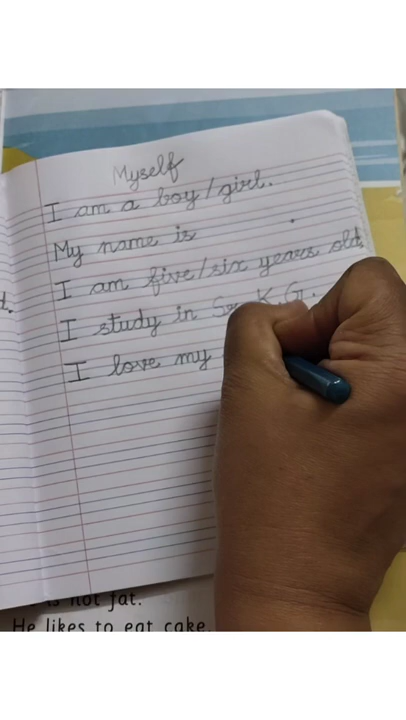 Myself
I am a boy/girl.
My name is .
I am five/six years old.
I study in Sr. K.G.
I love my
is not fat.
He likes to eat cake.